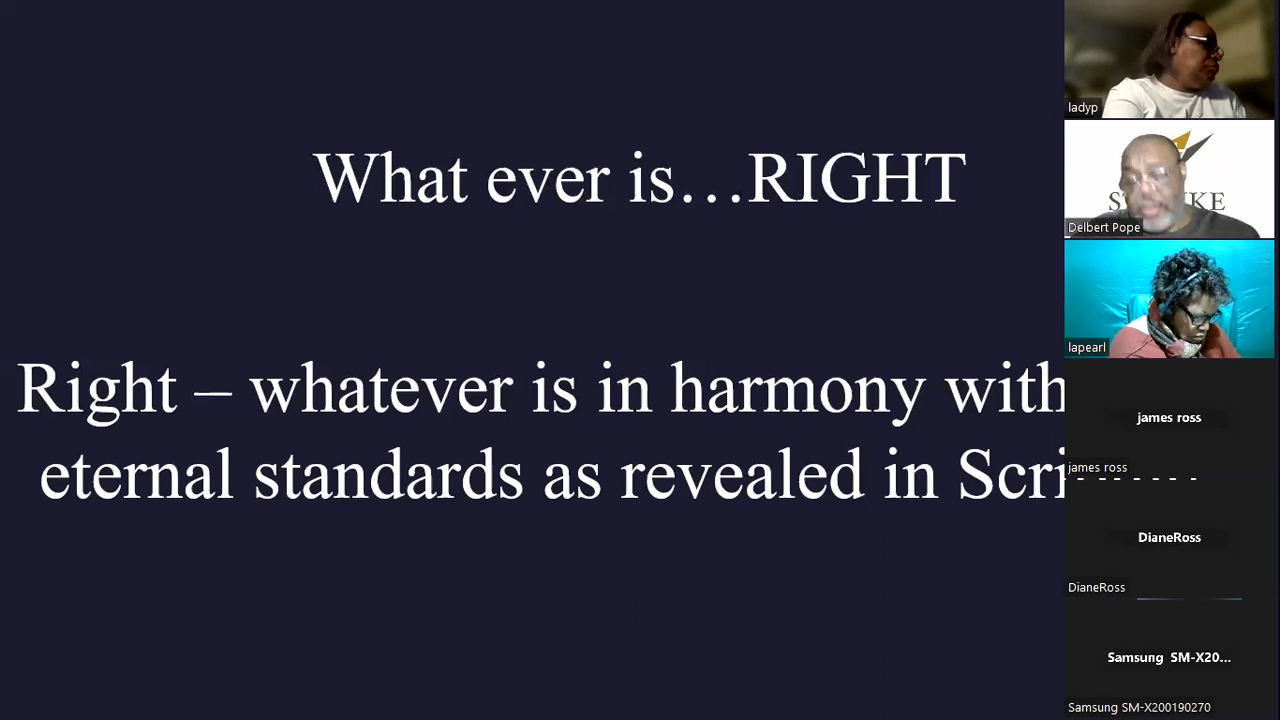 What ever is…RIGHT
Right – whatever is in harmony with
eternal standards as revealed in Scri
ladyp
Delbert Pope
lapearl
james ross
james ross
DianeRoss
DianeRoss
Samsung SM-X20...
Samsung SM-X200190270